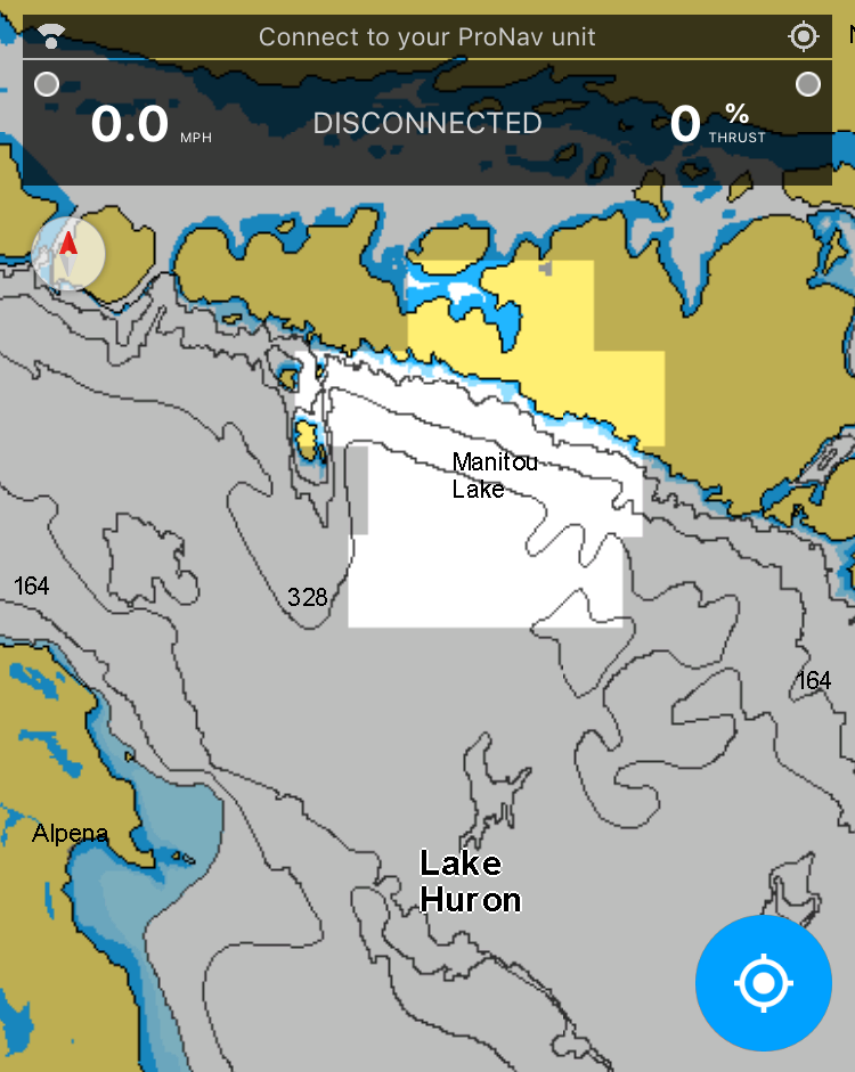 Connect to your ProNav unit
0.0 MPH
DISCONNECTED
0 % THRUST
Manitou
Lake
164
328
164
Alpena
Lake
Huron